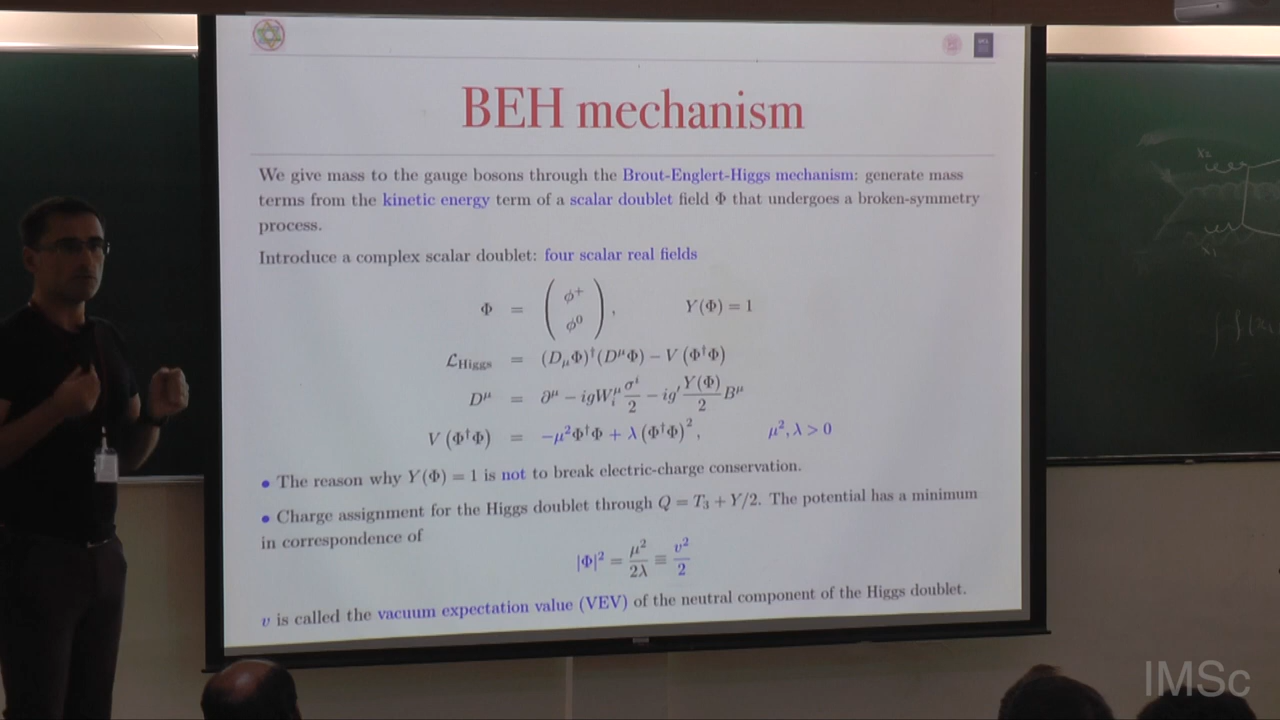 BEH mechanism
We give mass to the gauge bosons through the Brout-Englert-Higgs mechanism: generate mass
terms from the kinetic energy term of a scalar doublet field Φ that undergoes a broken-symmetry
process.
Introduce a complex scalar doublet: four scalar real fields
Φ = ( φ⁺ φ⁰ ), Y(Φ) = 1
ℒ_Higgs = (D_μΦ)†(D^μΦ) − V (Φ†Φ)
D^μ = ∂^μ − igW_i^μ σ^i/2 − ig′ Y(Φ)/2 B^μ
V (Φ†Φ) = −μ²Φ†Φ + λ (Φ†Φ)², μ², λ > 0
• The reason why Y(Φ) = 1 is not to break electric-charge conservation.
• Charge assignment for the Higgs doublet through Q = T₃ + Y/2. The potential has a minimum
in correspondence of
|Φ|² = μ²/2λ ≡ v²/2
v is called the vacuum expectation value (VEV) of the neutral component of the Higgs doublet.
IMSc